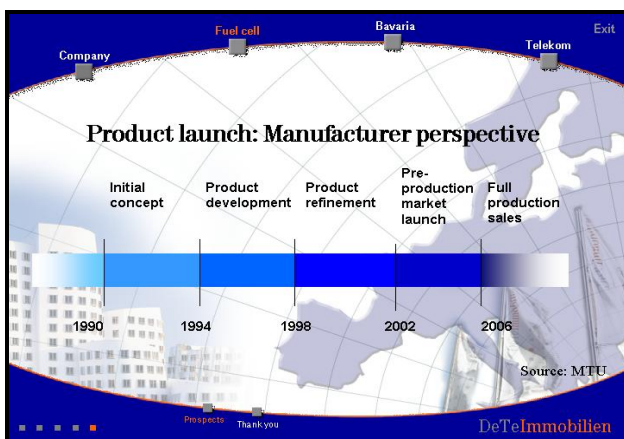 Fuel cell
Bavaria
Exit
Company
Telekom
Product launch: Manufacturer perspective
Initial
concept
Product
development
Product
refinement
Pre-
production
market
launch
Full
production
sales
1990
1994
1998
2002
2006
Source: MTU
Prospects
Thank you
DeTeImmobilien